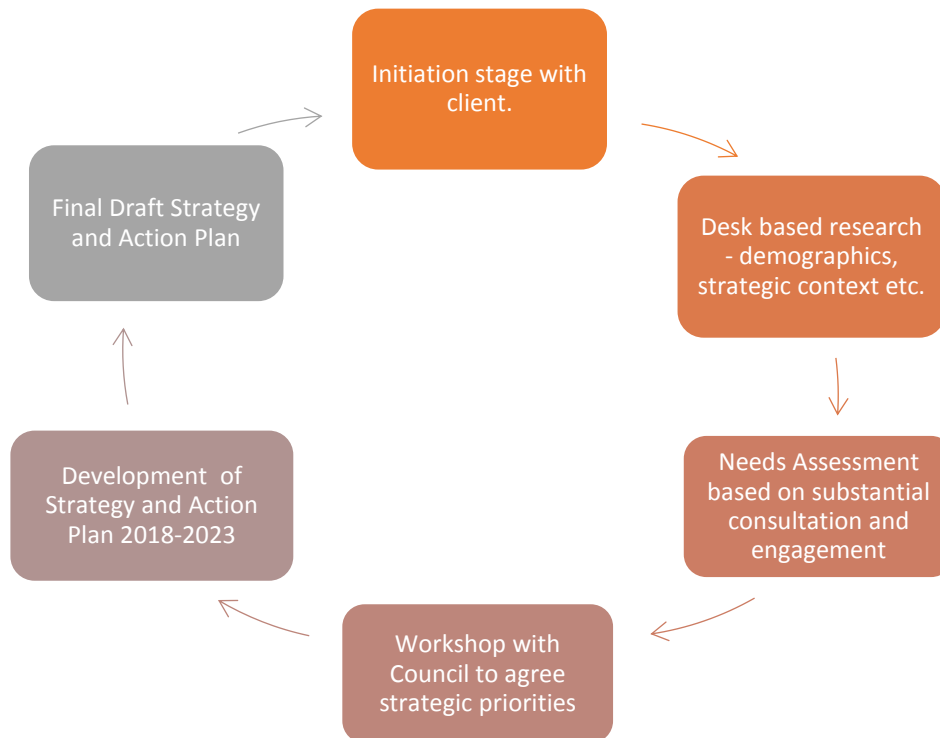 Initiation stage with
client.
Desk based research
- demographics,
strategic context etc.
Needs Assessment
based on substantial
consultation and
engagement
Workshop with
Council to agree
strategic priorities
Development  of
Strategy and Action
Plan 2018-2023
Final Draft Strategy
and Action Plan